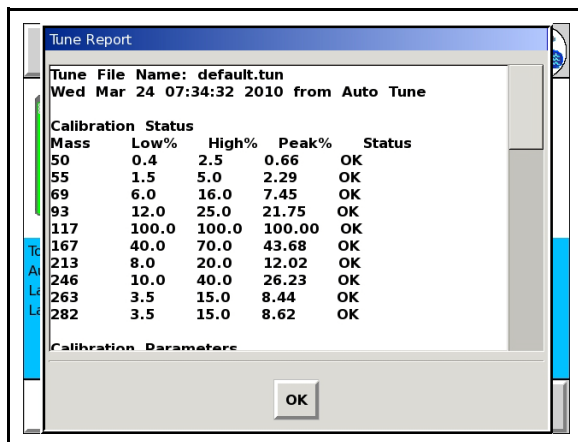 Tune Report
Tune File Name: default.tun
Wed Mar 24 07:34:32 2010 from Auto Tune
Calibration Status
Mass Low% High% Peak% Status
50 0.4 2.5 0.66 OK
55 1.5 5.0 2.29 OK
69 6.0 16.0 7.45 OK
93 12.0 25.0 21.75 OK
117 100.0 100.0 100.00 OK
167 40.0 70.0 43.68 OK
213 8.0 20.0 12.02 OK
246 10.0 40.0 26.23 OK
263 3.5 15.0 8.44 OK
282 3.5 15.0 8.62 OK
Calibration Parameters
OK